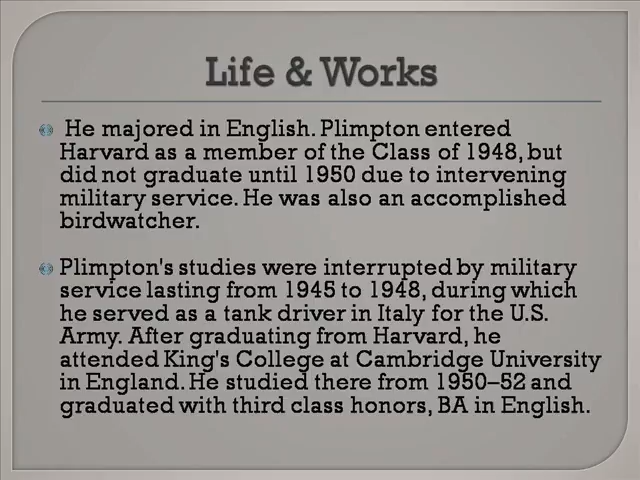 Life & Works
He majored in English. Plimpton entered
Harvard as a member of the Class of 1948, but
did not graduate until 1950 due to intervening
military service. He was also an accomplished
birdwatcher.
Plimpton's studies were interrupted by military
service lasting from 1945 to 1948, during which
he served as a tank driver in Italy for the U.S.
Army. After graduating from Harvard, he
attended King's College at Cambridge University
in England. He studied there from 1950–52 and
graduated with third class honors, BA in English.